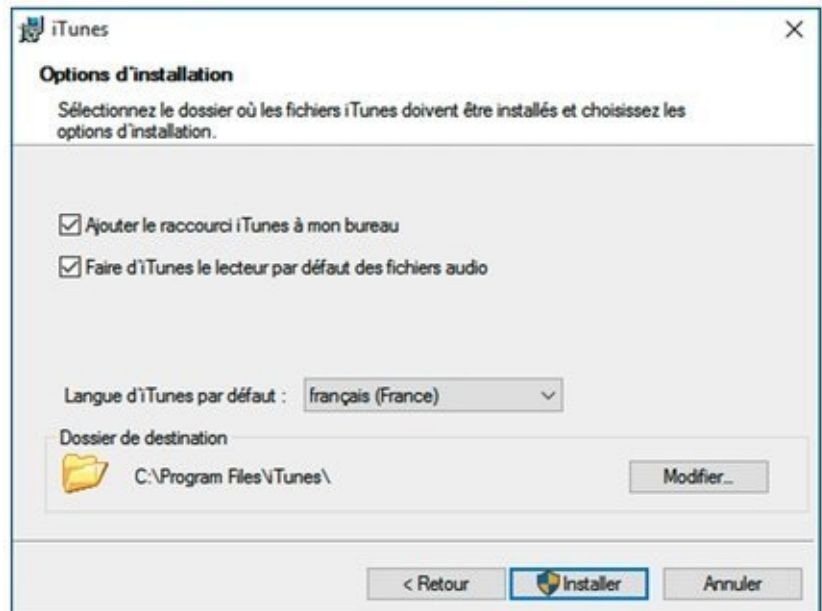 iTunes
Options d'installation
Sélectionnez le dossier où les fichiers iTunes doivent être installés et choisissez les
options d'installation.
Ajouter le raccourci iTunes à mon bureau
Faire d'iTunes le lecteur par défaut des fichiers audio
Langue d'iTunes par défaut : français (France)
Dossier de destination
C:\Program Files\iTunes\ Modifier...
< Retour Installer Annuler